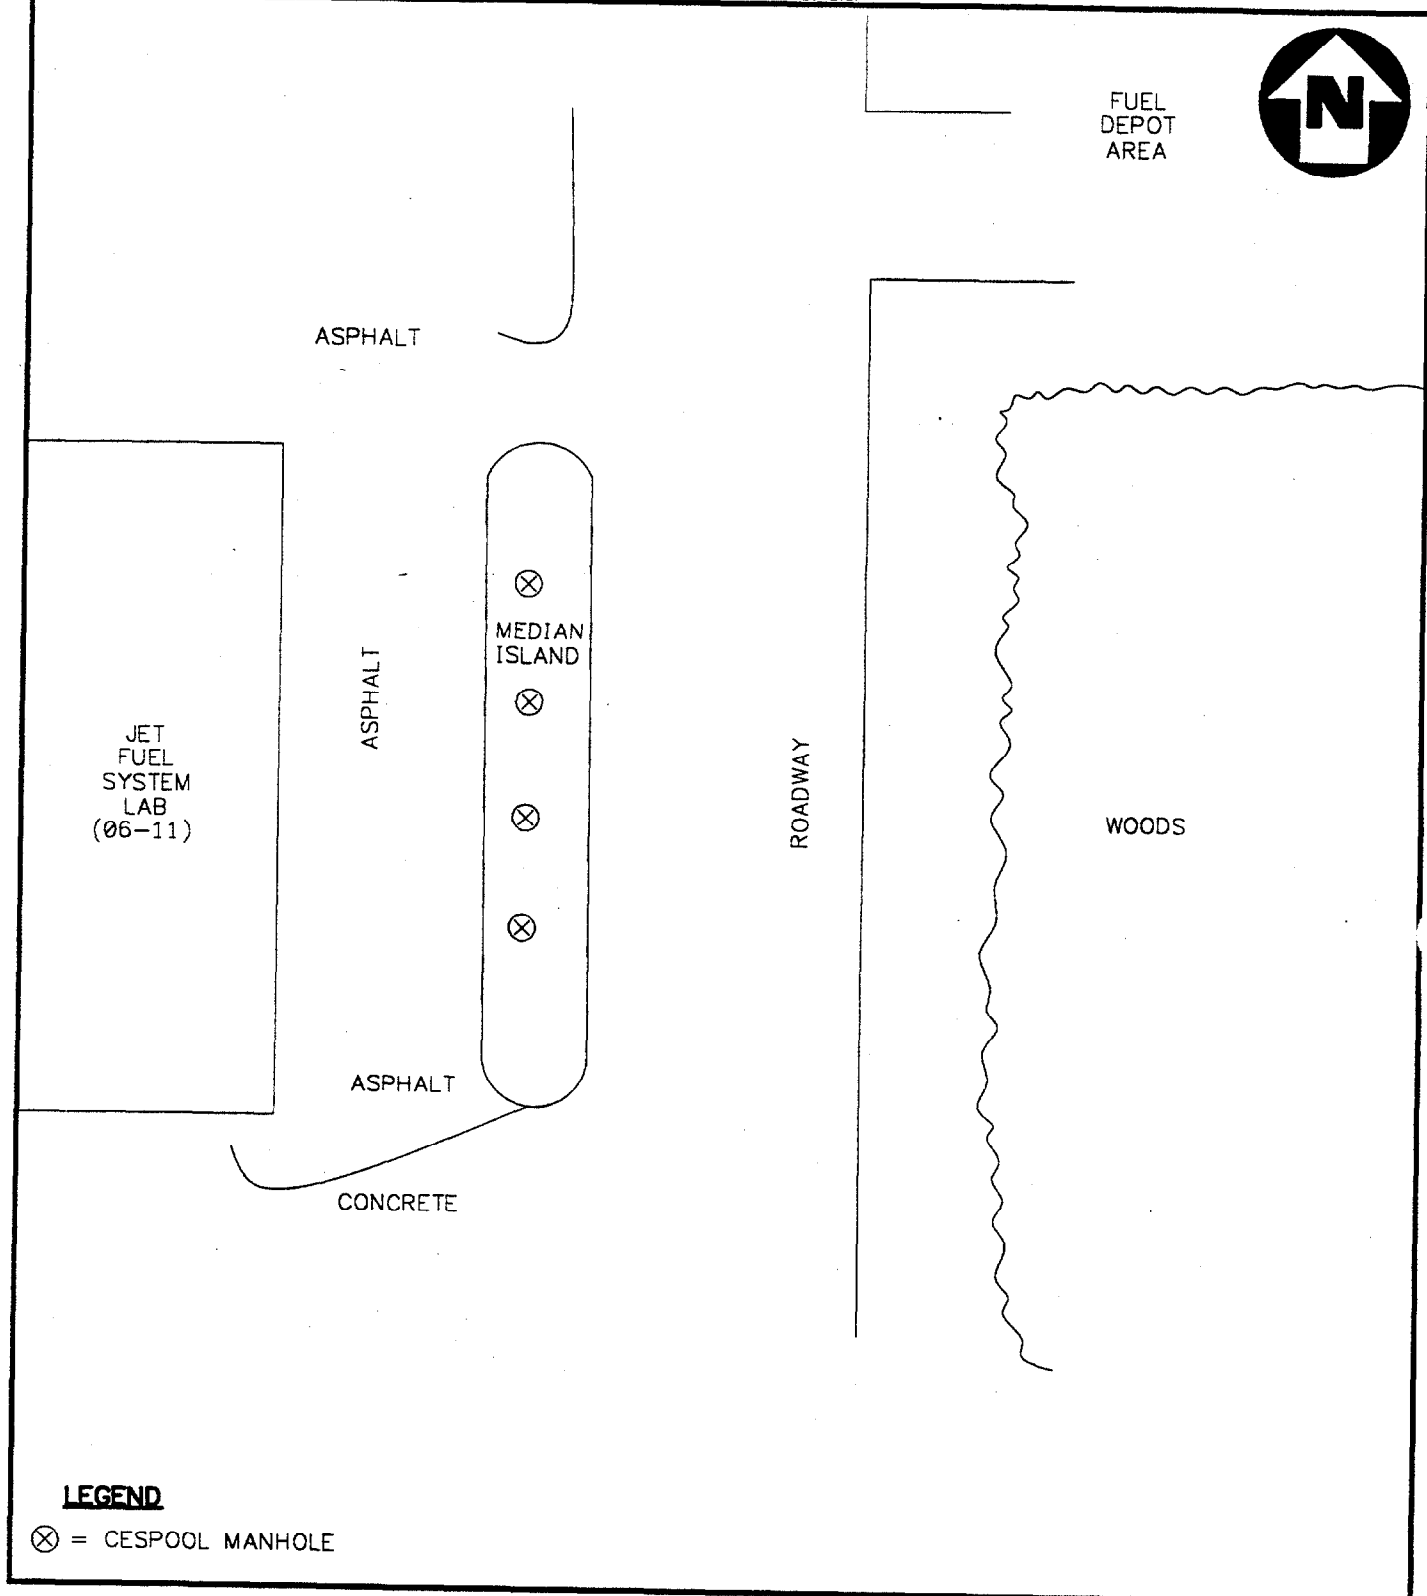 FUEL
DEPOT
AREA
N
ASPHALT
MEDIAN
ISLAND
ASPHALT
JET
FUEL
SYSTEM
LAB
(06-11)
ROADWAY
WOODS
ASPHALT
CONCRETE
LEGEND
⊗ = CESPOOL MANHOLE